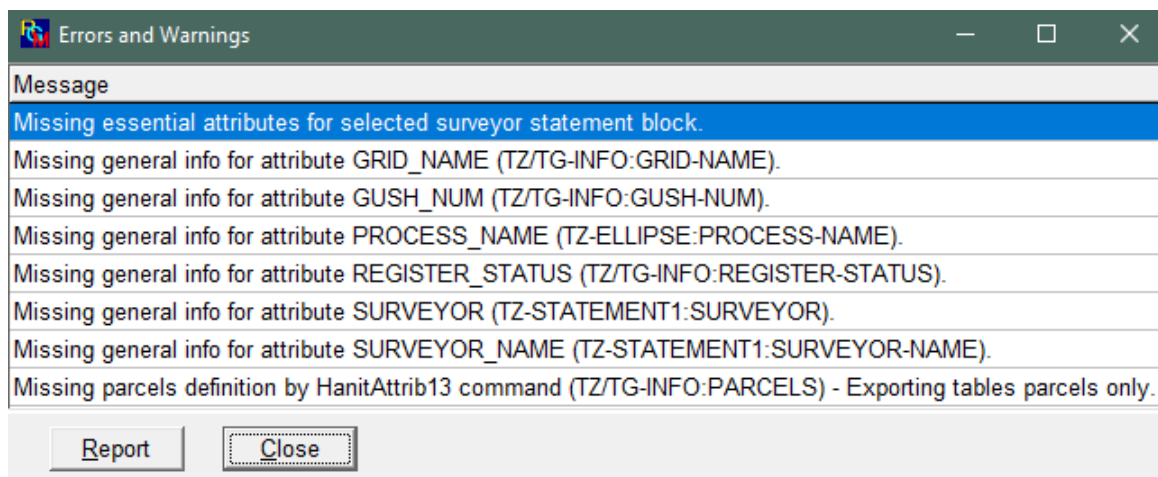 Errors and Warnings
Message
Missing essential attributes for selected surveyor statement block.
Missing general info for attribute GRID_NAME (TZ/TG-INFO:GRID-NAME).
Missing general info for attribute GUSH_NUM (TZ/TG-INFO:GUSH-NUM).
Missing general info for attribute PROCESS_NAME (TZ-ELLIPSE:PROCESS-NAME).
Missing general info for attribute REGISTER_STATUS (TZ/TG-INFO:REGISTER-STATUS).
Missing general info for attribute SURVEYOR (TZ-STATEMENT1:SURVEYOR).
Missing general info for attribute SURVEYOR_NAME (TZ-STATEMENT1:SURVEYOR-NAME).
Missing parcels definition by HanitAttrib13 command (TZ/TG-INFO:PARCELS) - Exporting tables parcels only.
Report Close